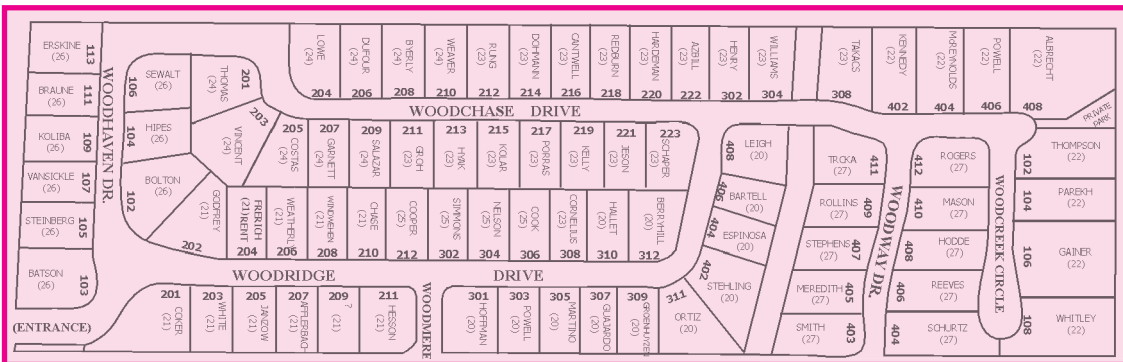 ERSKINE
(26)
113
BRAUNE
(26)
111
KOLIBA
(26)
109
VANSICKLE
(26)
107
STEINBERG
(26)
105
BATSON
(26)
103
(ENTRANCE)
WOODHAVEN DR.
SEWALT
(26)
106
HIPES
(26)
104
BOLTON
(26)
102
THOMAS
(24)
201
VINCENT
(24)
203
GODFREY
(21)
202
LOWE
(24)
204
DUFOUR
(24)
206
BYERLY
(24)
208
WEAVER
(24)
210
RUNG
(23)
212
DOHMANN
(23)
214
CANTWELL
(23)
216
REDBURN
(23)
218
HARDEMAN
(23)
220
AZBILL
(23)
222
HENRY
(23)
302
WILLIAMS
(23)
304
TAKACS
(23)
308
KENNEDY
(22)
402
McREYNOLDS
(22)
404
POWELL
(22)
406
ALBRECHT
(22)
408
PRIVATE
PARK
WOODCHASE DRIVE
205
COSTAS
(24)
207
GARNETT
(24)
209
SALAZAR
(24)
211
GROH
(23)
213
HYAK
(23)
215
KOLAR
(23)
217
PORRAS
(23)
219
KELLY
(23)
221
JESON
(23)
223
SCHAPER
(23)
FRERICH
(21)RENT
204
WEATHERLY
(21)
206
WINDWEHEN
(21)
208
CHASE
(21)
210
COOPER
(25)
212
SIMMONS
(25)
302
NELSON
(25)
304
COOK
(25)
306
CORNELIUS
(25)
308
HALLET
(20)
310
BERRYHILL
(20)
312
WOODRIDGE DRIVE
201
COKER
(21)
203
WHITE
(21)
205
JANZOW
(21)
207
AFFLERBACH
(21)
209
?
(21)
211
HESSON
(21)
WOODMERE
301
HOFFMAN
(20)
303
POWELL
(20)
305
MARTINO
(20)
307
GUAJARDO
(20)
309
GROENHUYZEN
(20)
311
ORTIZ
(20)
LEIGH
(20)
408
BARTELL
(20)
406
ESPINOSA
(20)
404
STEHLING
(20)
402
TRCKA
(27)
411
ROLLINS
(27)
409
STEPHENS
(27)
407
MEREDITH
(27)
405
SMITH
(27)
403
WOODWAY DR.
412
ROGERS
(27)
410
MASON
(27)
408
HODDE
(27)
406
REEVES
(27)
404
SCHURTZ
(27)
WOODCREEK CIRCLE
102
THOMPSON
(22)
104
PAREKH
(22)
106
GAINER
(22)
108
WHITLEY
(22)